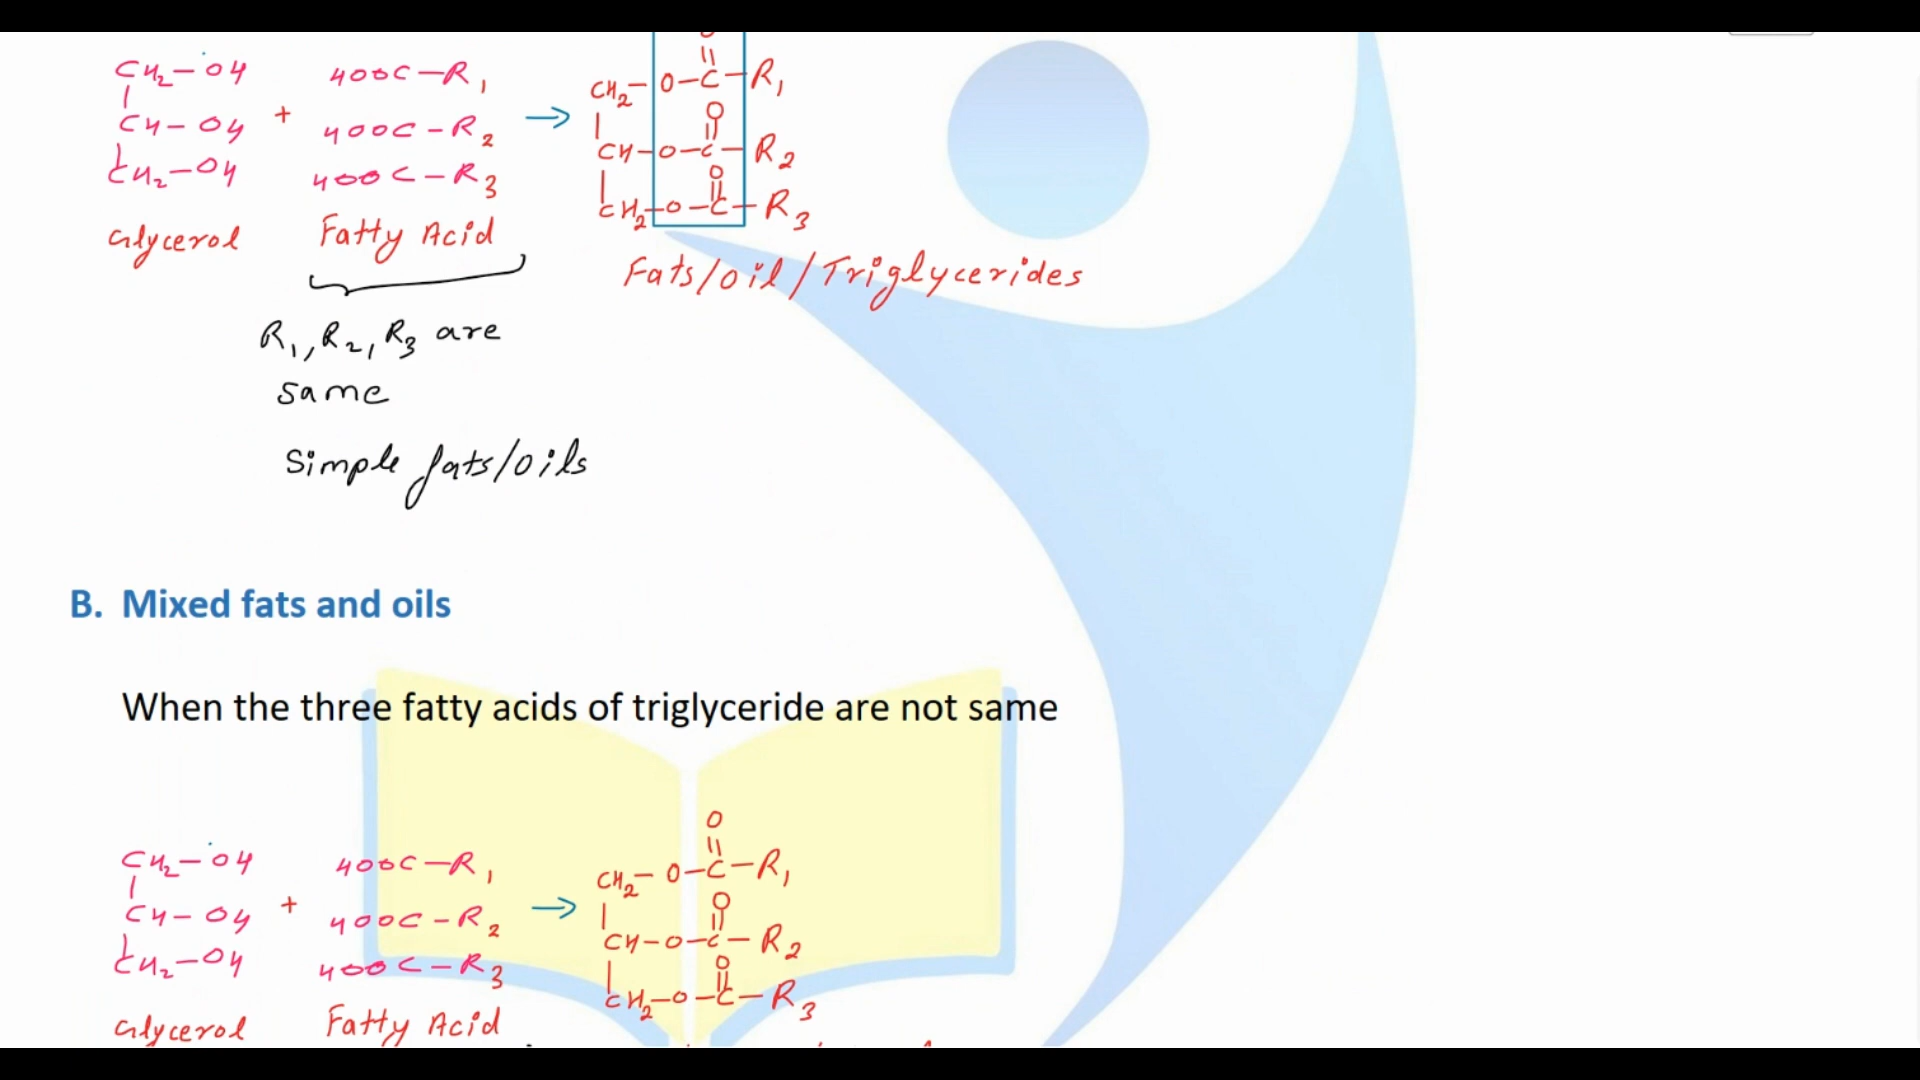 O
||
CH2-OH HOOC-R1 CH2-O-C-R1
| + O
CH-OH HOOC-R2 → | ||
| CH-O-C-R2
CH2-OH HOOC-R3 | O
||
CH2-O-C-R3
Glycerol Fatty Acid Fats/oil/Triglycerides
R1, R2, R3 are
same
Simple fats/oils
B. Mixed fats and oils
When the three fatty acids of triglyceride are not same
O
||
CH2-OH HOOC-R1 CH2-O-C-R1
| + O
CH-OH HOOC-R2 → | ||
| CH-O-C-R2
CH2-OH HOOC-R3 | O
||
CH2-O-C-R3
Glycerol Fatty Acid